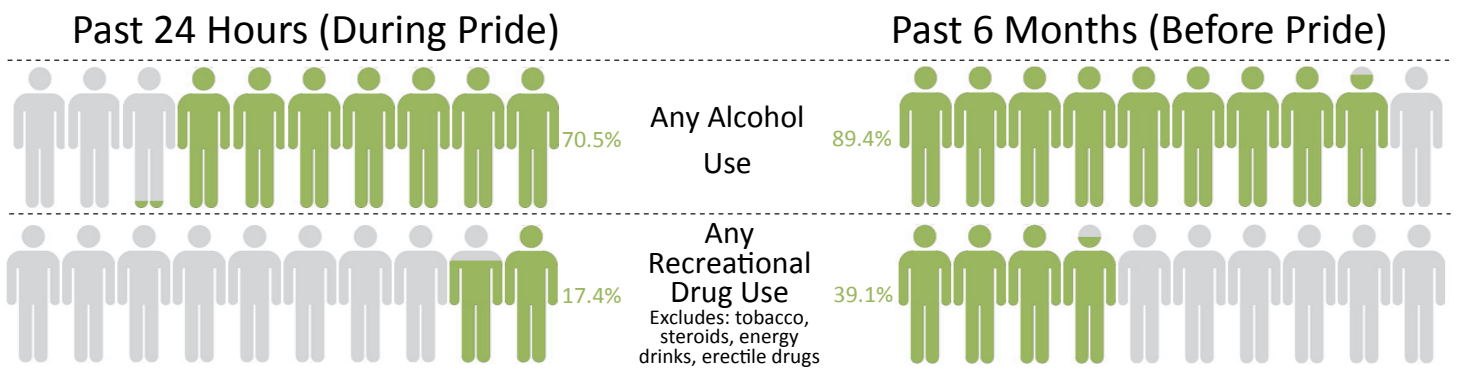 Past 24 Hours (During Pride)
Past 6 Months (Before Pride)
70.5%
Any Alcohol
Use
89.4%
17.4%
Any
Recreational
Drug Use
Excludes: tobacco,
steroids, energy
drinks, erectile drugs
39.1%